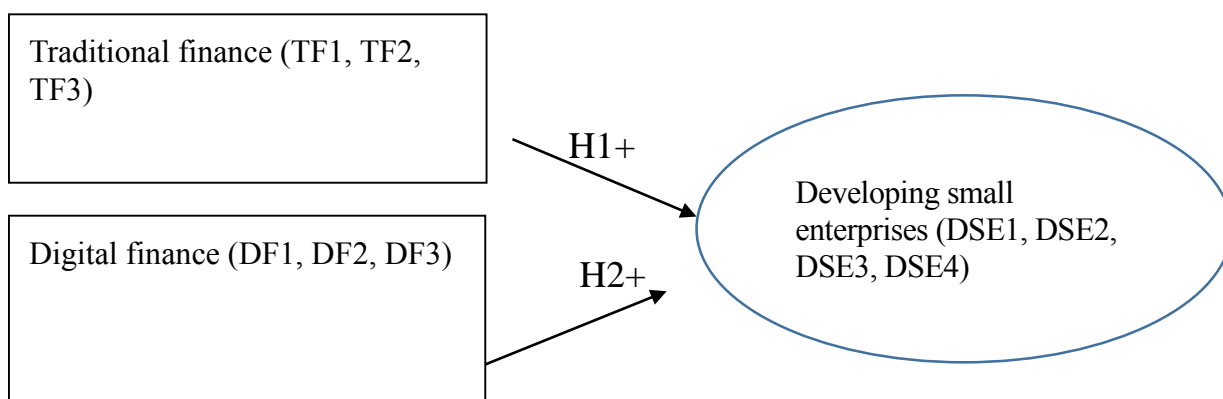 Traditional finance (TF1, TF2,
TF3)
H1+
Digital finance (DF1, DF2, DF3)
H2+
Developing small
enterprises (DSE1, DSE2,
DSE3, DSE4)